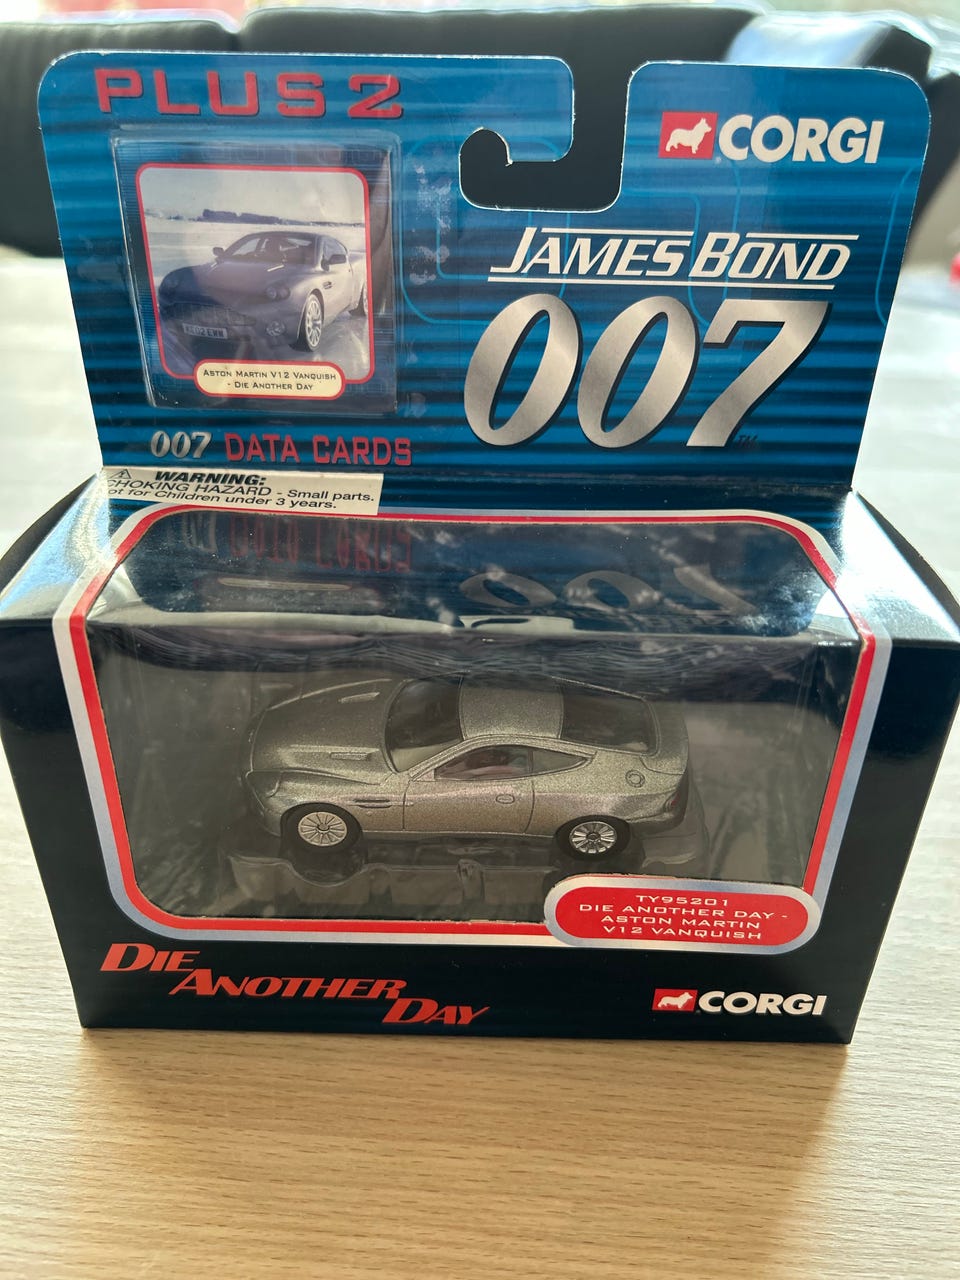 PLUS 2
CORGI
JAMES BOND
007
ASTON MARTIN V12 VANQUISH
- DIE ANOTHER DAY
007 DATA CARDS
WARNING:
CHOKING HAZARD - Small parts.
ot for Children under 3 years.
TY95201
DIE ANOTHER DAY -
ASTON MARTIN
V12 VANQUISH
DIE
ANOTHER
DAY
CORGI